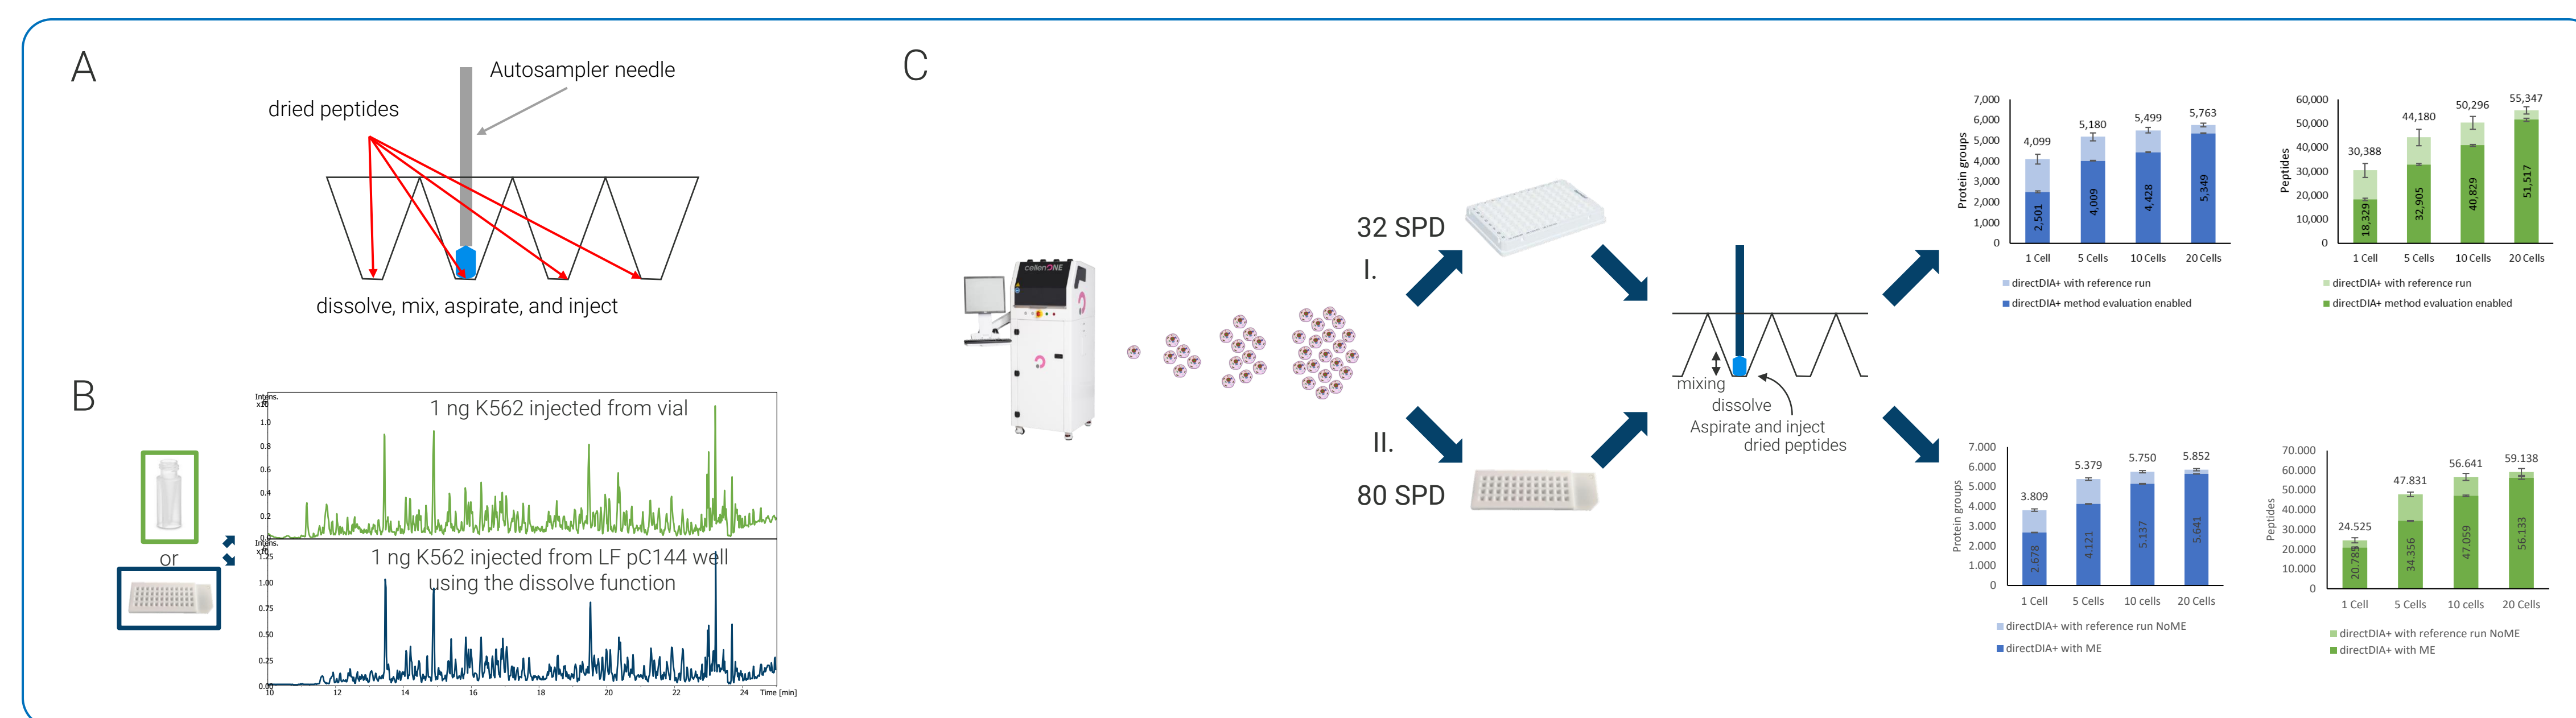 A
Autosampler needle
dried peptides
dissolve, mix, aspirate, and inject
B
or
Intens.
1 ng K562 injected from vial
1.0
0.8
0.6
0.4
0.2
0.0
Intens.
1 ng K562 injected from LF pC144 well
using the dissolve function
1.25
1.00
0.75
0.50
0.25
0.00
10 12 14 16 18 20 22 24 Time [min]
C
cellenONE
32 SPD
I.
II.
80 SPD
mixing
dissolve
Aspirate and inject
dried peptides
Protein groups
7,000
6,000
5,000
4,000
3,000
2,000
1,000
0
4,099 5,180 5,499 5,763
2,501 4,009 4,428 5,349
1 Cell 5 Cells 10 Cells 20 Cells
directDIA+ with reference run
directDIA+ method evaluation enabled
Peptides
60,000
50,000
40,000
30,000
20,000
10,000
0
30,388 44,180 50,296 55,347
18,329 32,905 40,829 51,517
1 Cell 5 Cells 10 Cells 20 Cells
directDIA+ with reference run
directDIA+ method evaluation enabled
Protein groups
7.000
6.000
5.000
4.000
3.000
2.000
1.000
0
3.809 5.379 5.750 5.852
2.678 4.121 5.137 5.641
1 Cell 5 Cells 10 cells 20 Cells
directDIA+ with reference run NoME
directDIA+ with ME
Peptides
70.000
60.000
50.000
40.000
30.000
20.000
10.000
0
24.525 47.831 56.641 59.138
34.356 47.059 56.133
1 Cell 5 Cells 10 cells 20 Cells
directDIA+ with reference run NoME
directDIA+ with ME